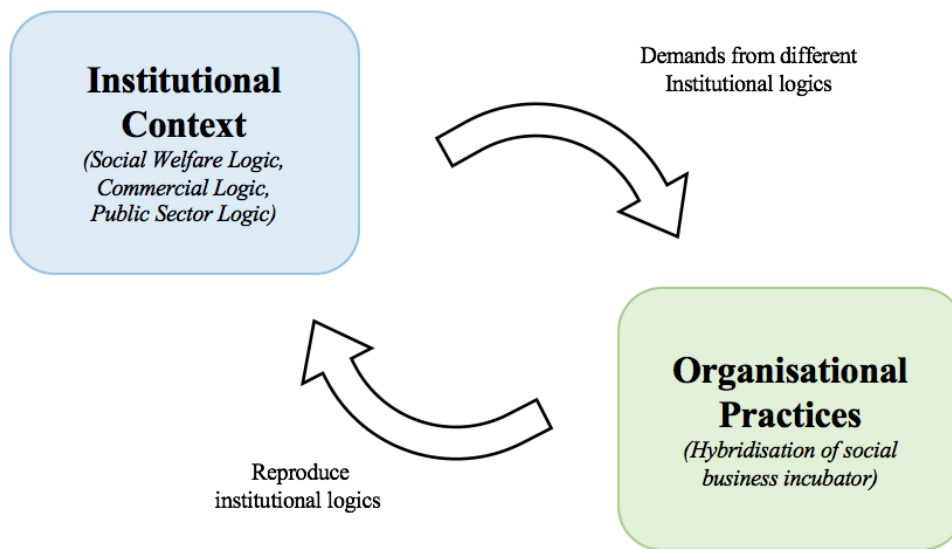 Institutional
Context
(Social Welfare Logic,
Commercial Logic,
Public Sector Logic)
Demands from different
Institutional logics
Organisational
Practices
(Hybridisation of social
business incubator)
Reproduce
institutional logics